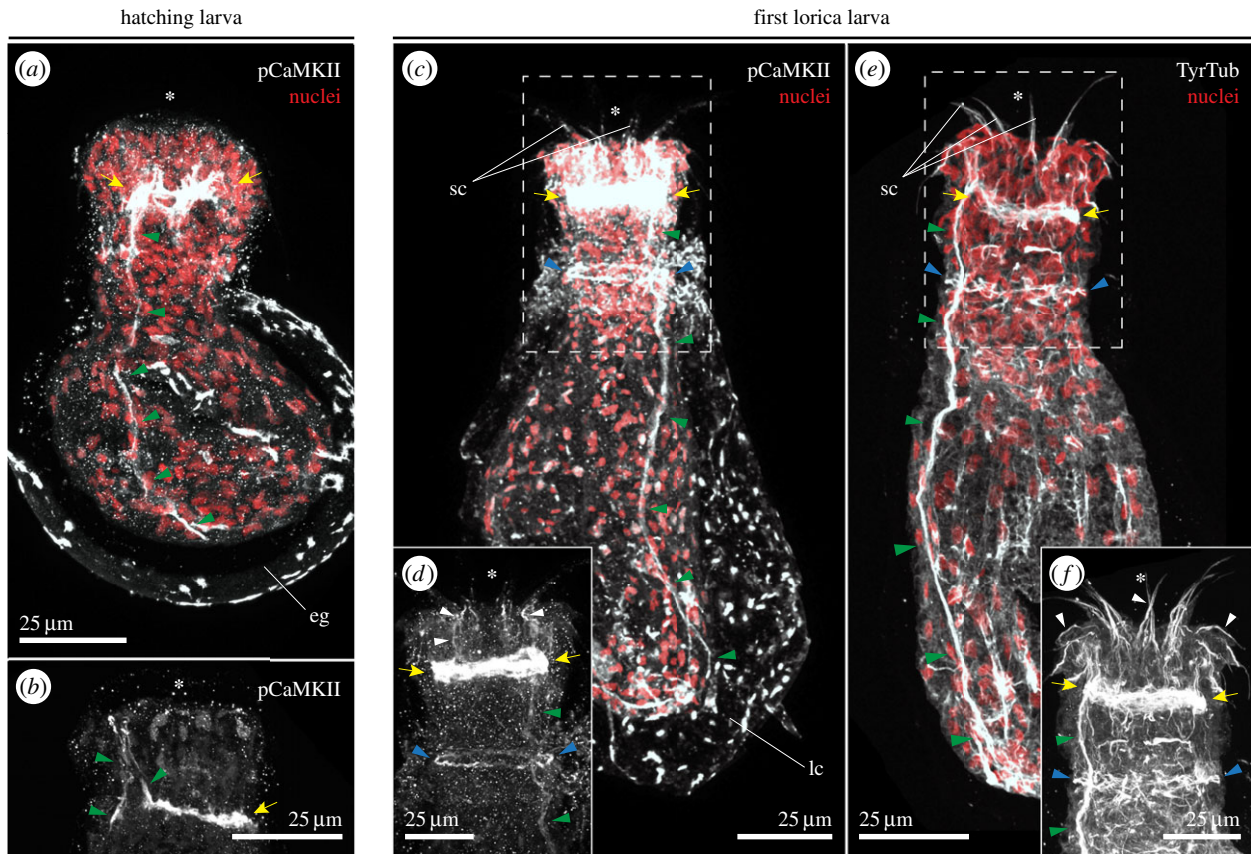 hatching larva
first lorica larva
(a)
pCaMKII
nuclei
*
eg
25 µm
(b)
pCaMKII
*
25 µm
(c)
pCaMKII
nuclei
*
sc
(d)
*
25 µm
lc
25 µm
(e)
TyrTub
nuclei
*
sc
25 µm
(f)
*
25 µm